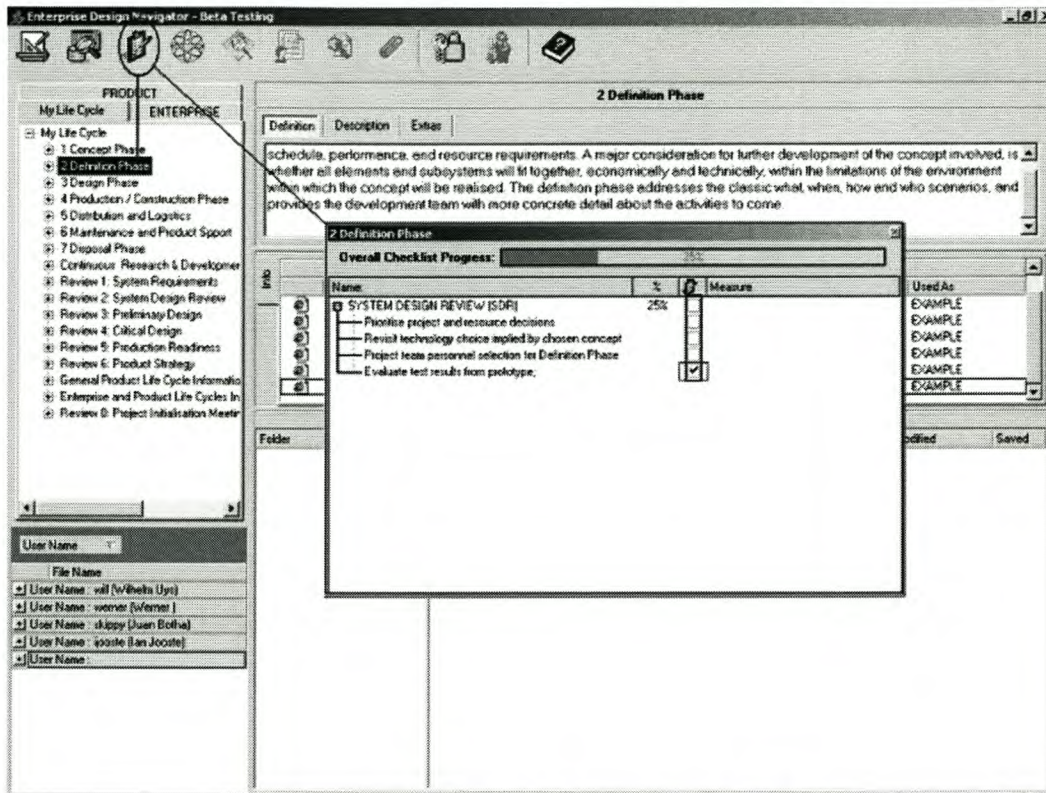 Enterprise Design Navigator - Beta Testing
PRODUCT
My Life Cycle
ENTERPRISE
My Life Cycle
1 Concept Phase
2 Definition Phase
3 Design Phase
4 Production / Construction Phase
5 Distribution and Logistics
6 Maintenance and Product Spport
7 Disposal Phase
Continuous Research & Developmer
Review 1: System Requirements
Review 2: System Design Review
Review 3: Preliminary Design
Review 4: Critical Design
Review 5: Production Readiness
Review 6: Product Strategy
General Product Life Cycle Informatio
Enterprise and Product Life Cycles In
Review 0: Project Initialisation Meetin
User Name
File Name
User Name : will (Wilhelm Uys)
User Name : werner (Werner )
User Name : skippy (Juan Botha)
User Name : ijooste (Ian Jooste)
User Name :
2 Definition Phase
Definition
Description
Extras
schedule, performance, and resource requirements. A major consideration for further development of the concept involved, is
whether all elements and subsystems will fit together, economically and technically, within the limitations of the environment
within which the concept will be realised. The definition phase addresses the classic what, when, how and who scenarios, and
provides the development team with more concrete detail about the activities to come.
Info
2 Definition Phase
Overall Checklist Progress:
25%
Name
%
Measure
SYSTEM DESIGN REVIEW (SDR)
25%
Prioritise project and resource decisions
Revisit technology choice implied by chosen concept
Project team personnel selection for Definition Phase
Evaluate test results from prototype;
Used As
EXAMPLE
EXAMPLE
EXAMPLE
EXAMPLE
EXAMPLE
EXAMPLE
Folder
odified
Saved